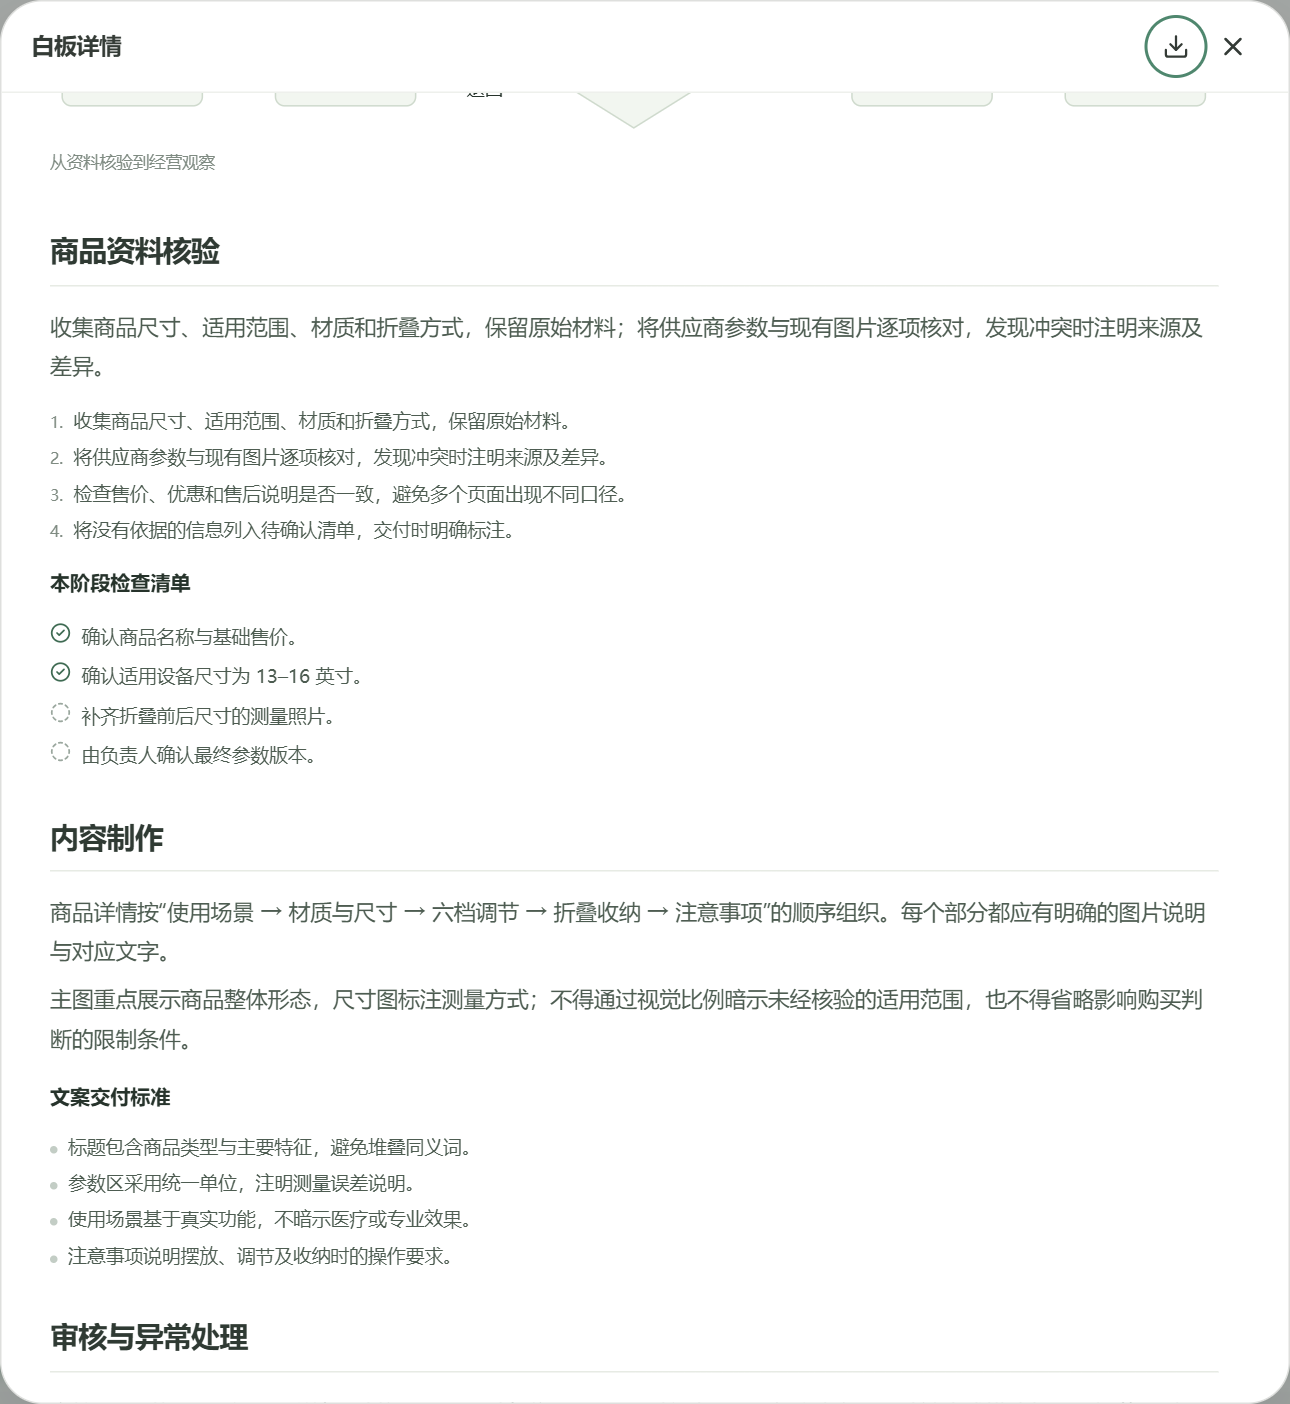 白板详情
从资料核验到经营观察
商品资料核验
收集商品尺寸、适用范围、材质和折叠方式，保留原始材料；将供应商参数与现有图片逐项核对，发现冲突时注明来源及
差异。
1. 收集商品尺寸、适用范围、材质和折叠方式，保留原始材料。
2. 将供应商参数与现有图片逐项核对，发现冲突时注明来源及差异。
3. 检查售价、优惠和售后说明是否一致，避免多个页面出现不同口径。
4. 将没有依据的信息列入待确认清单，交付时明确标注。
本阶段检查清单
确认商品名称与基础售价。
确认适用设备尺寸为 13–16 英寸。
补齐折叠前后尺寸的测量照片。
由负责人确认最终参数版本。
内容制作
商品详情按“使用场景 → 材质与尺寸 → 六档调节 → 折叠收纳 → 注意事项”的顺序组织。每个部分都应有明确的图片说明
与对应文字。
主图重点展示商品整体形态，尺寸图标注测量方式；不得通过视觉比例暗示未经核验的适用范围，也不得省略影响购买判
断的限制条件。
文案交付标准
标题包含商品类型与主要特征，避免堆叠同义词。
参数区采用统一单位，注明测量误差说明。
使用场景基于真实功能，不暗示医疗或专业效果。
注意事项说明摆放、调节及收纳时的操作要求。
审核与异常处理